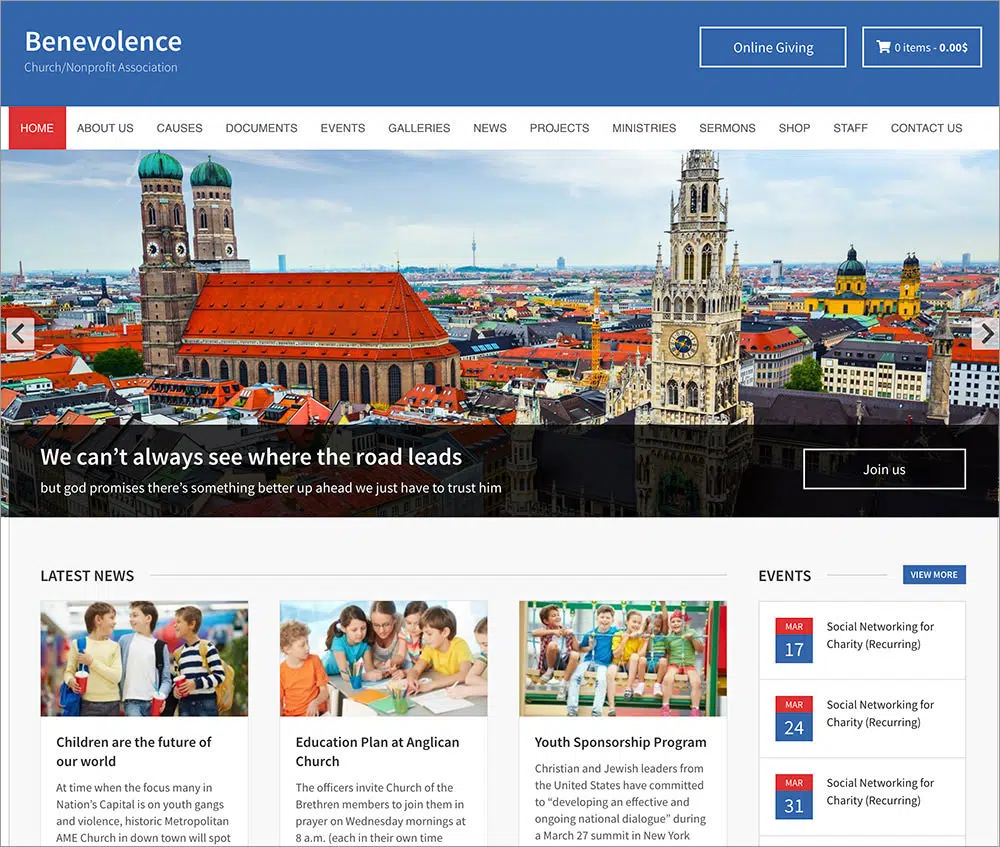 Benevolence
Church/Nonprofit Association
Online Giving
0 items - 0.00$
HOME
ABOUT US
CAUSES
DOCUMENTS
EVENTS
GALLERIES
NEWS
PROJECTS
MINISTRIES
SERMONS
SHOP
STAFF
CONTACT US
We can’t always see where the road leads
but god promises there’s something better up ahead we just have to trust him
Join us
LATEST NEWS
Children are the future of
our world
At time when the focus many in
Nation’s Capital is on youth gangs
and violence, historic Metropolitan
AME Church in down town will spot
Education Plan at Anglican
Church
The officers invite Church of the
Brethren members to join them in
prayer on Wednesday mornings at
8 a.m. (each in their own time
Youth Sponsorship Program
Christian and Jewish leaders from
the United States have committed
to “developing an effective and
ongoing national dialogue” during
a March 27 summit in New York
EVENTS
VIEW MORE
MAR
17
Social Networking for
Charity (Recurring)
MAR
24
Social Networking for
Charity (Recurring)
MAR
31
Social Networking for
Charity (Recurring)